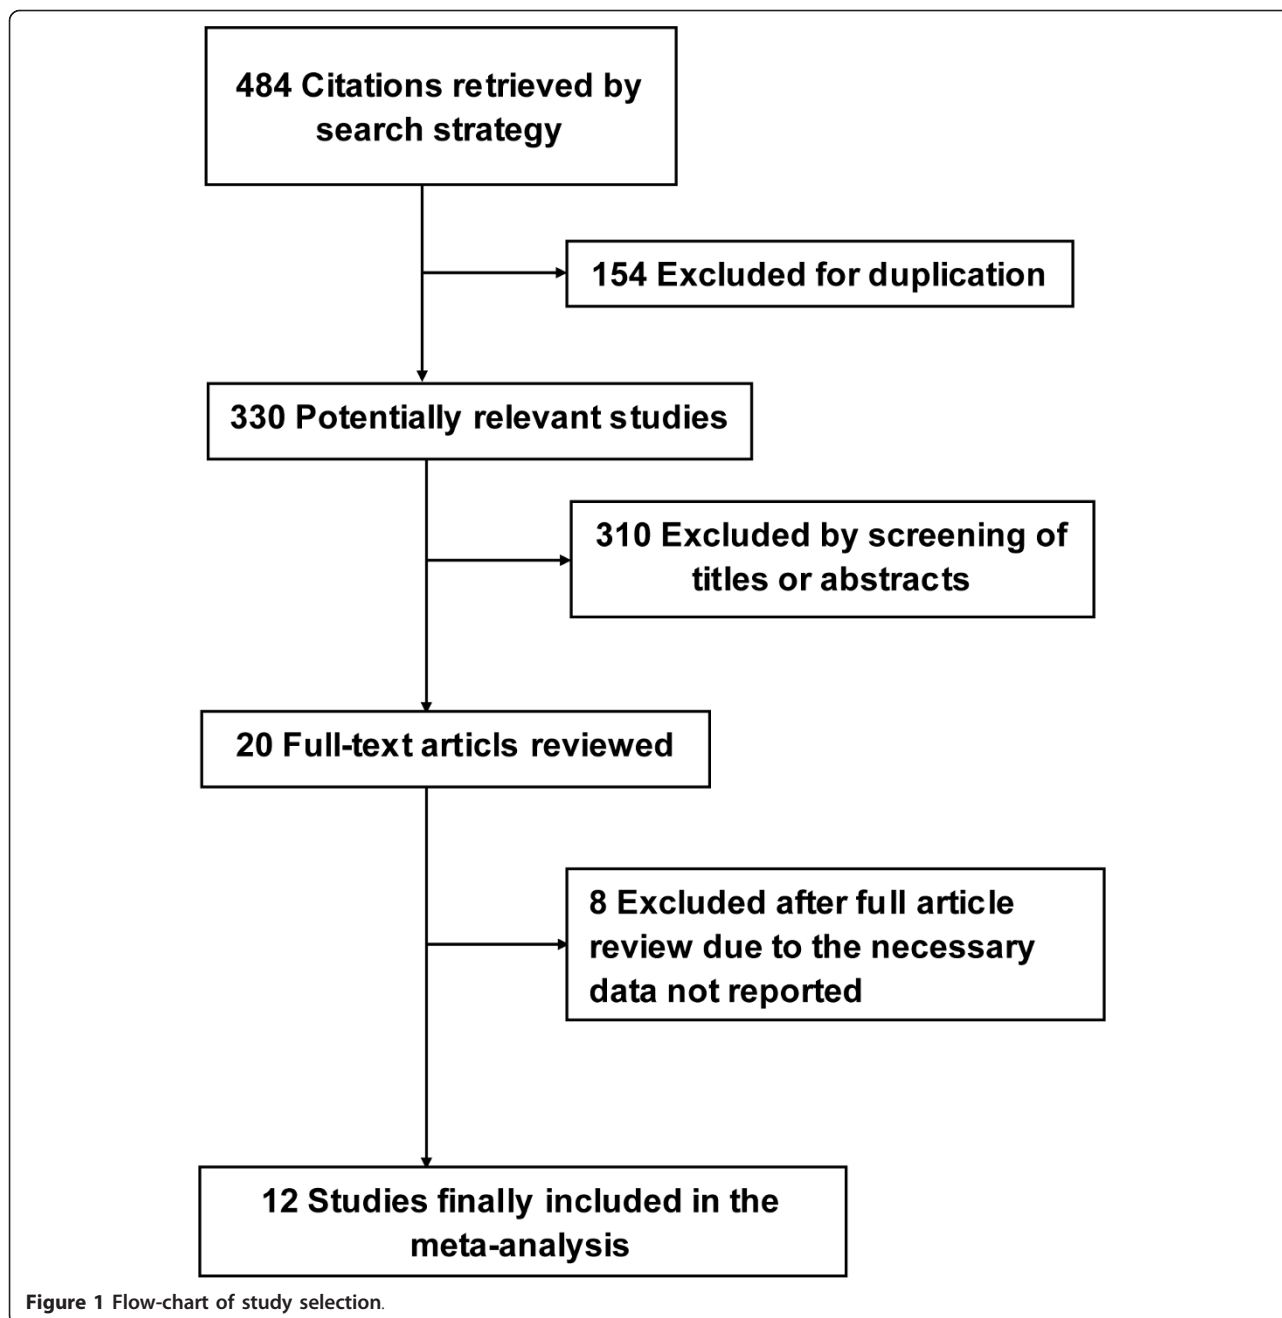 484 Citations retrieved by
search strategy
154 Excluded for duplication
330 Potentially relevant studies
310 Excluded by screening of
titles or abstracts
20 Full-text articls reviewed
8 Excluded after full article
review due to the necessary
data not reported
12 Studies finally included in the
meta-analysis
Figure 1 Flow-chart of study selection.